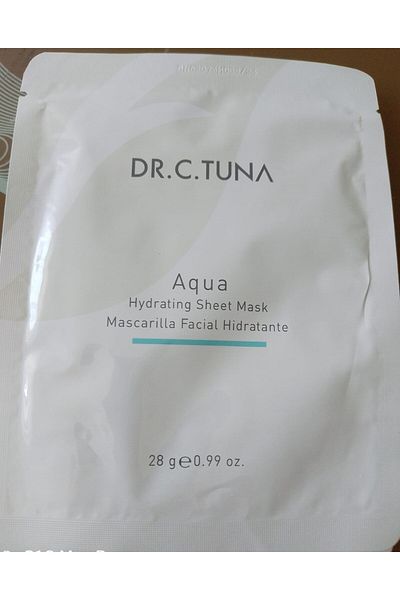 DR.C.TUNA
Aqua
Hydrating Sheet Mask
Mascarilla Facial Hidratante
28 g℮0.99 oz.